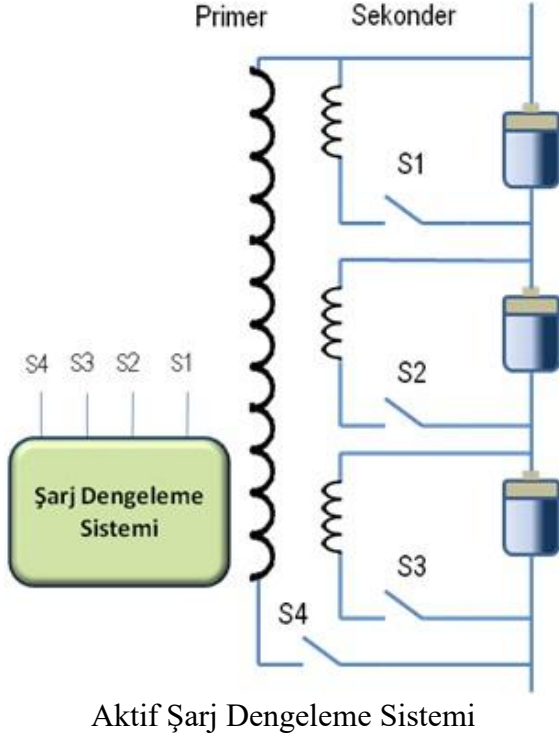 Primer Sekonder
S1
S2
S4 S3 S2 S1
Şarj Dengeleme
Sistemi
S3
S4
Aktif Şarj Dengeleme Sistemi